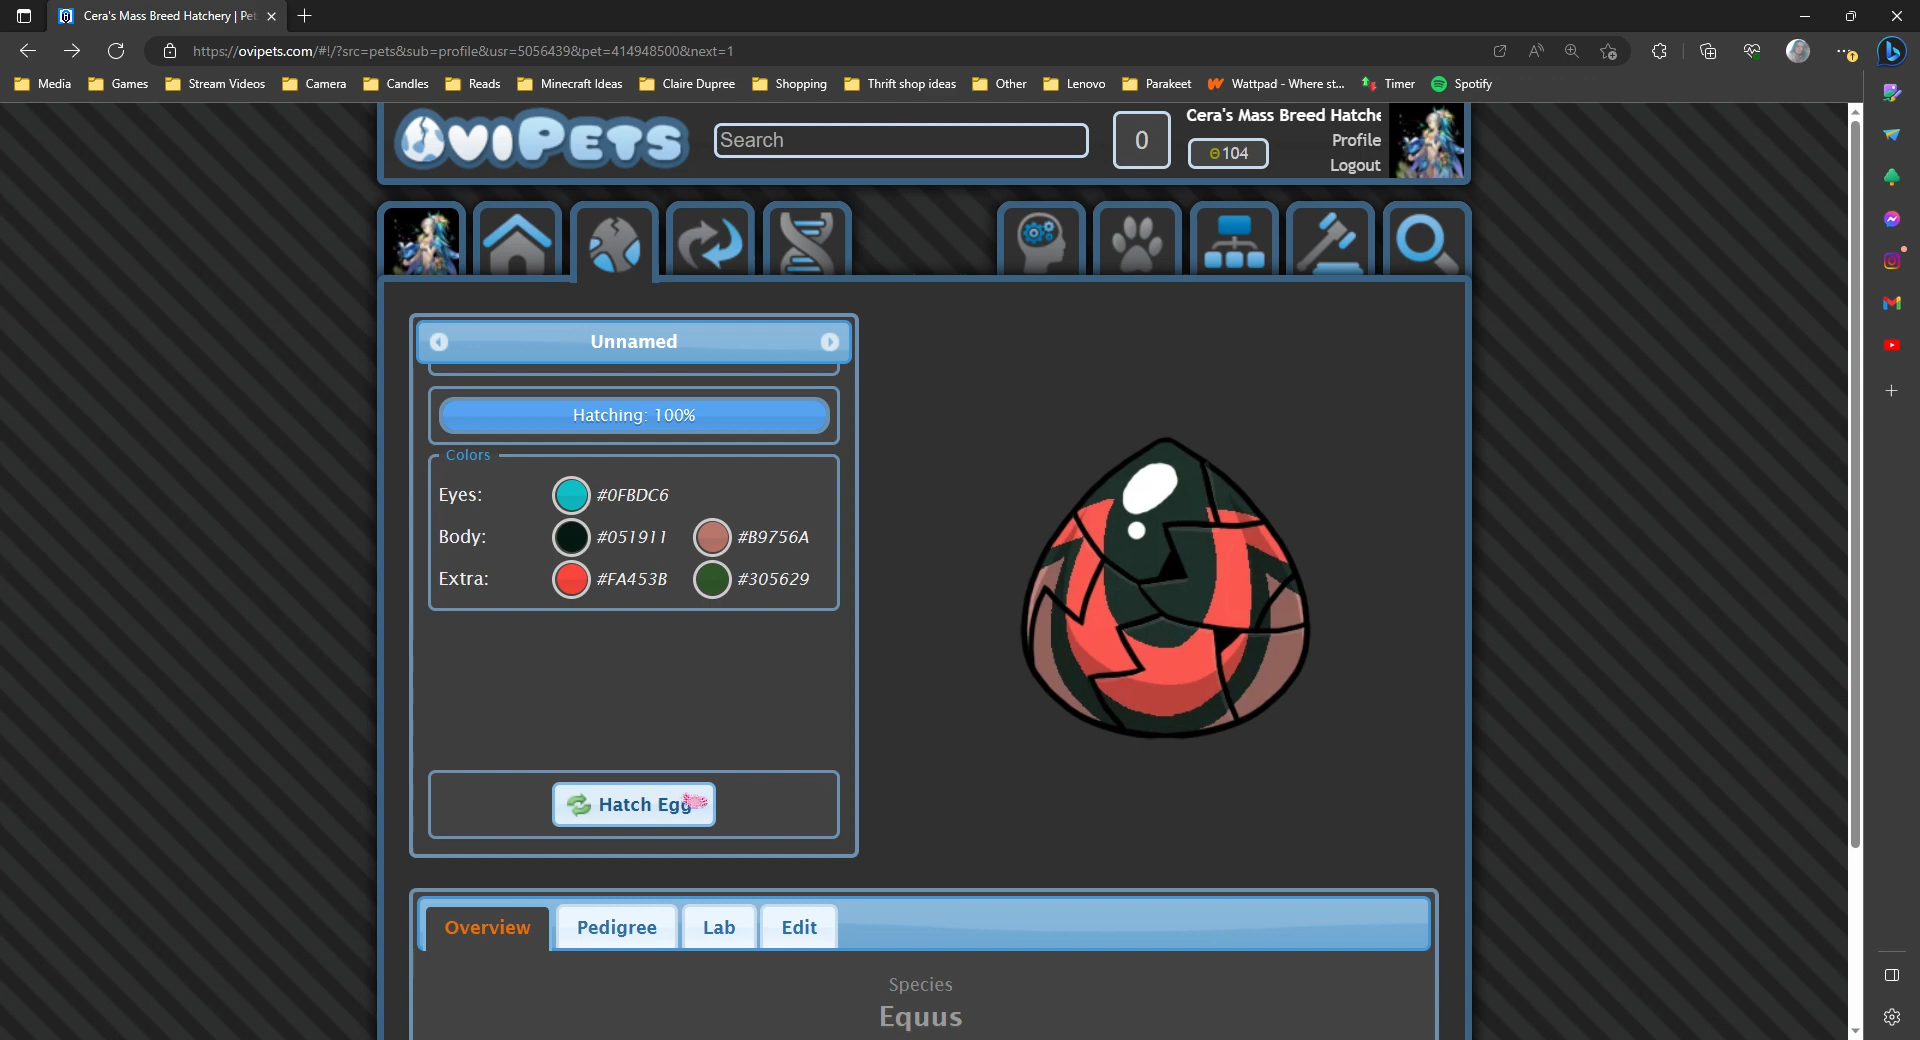 Cera's Mass Breed Hatchery | Pet
https://ovipets.com/#!/?src=pets&sub=profile&usr=5056439&pet=414948500&next=1
Media Games Stream Videos Camera Candles Reads Minecraft Ideas Claire Dupree Shopping Thrift shop ideas Other Lenovo Parakeet Wattpad - Where st... Timer Spotify
OviPets
Search
0
Cera's Mass Breed Hatche
104
Profile
Logout
Unnamed
Hatching: 100%
Colors
Eyes: #0FBDC6
Body: #051911 #B9756A
Extra: #FA453B #305629
Hatch Egg
Overview Pedigree Lab Edit
Species
Equus